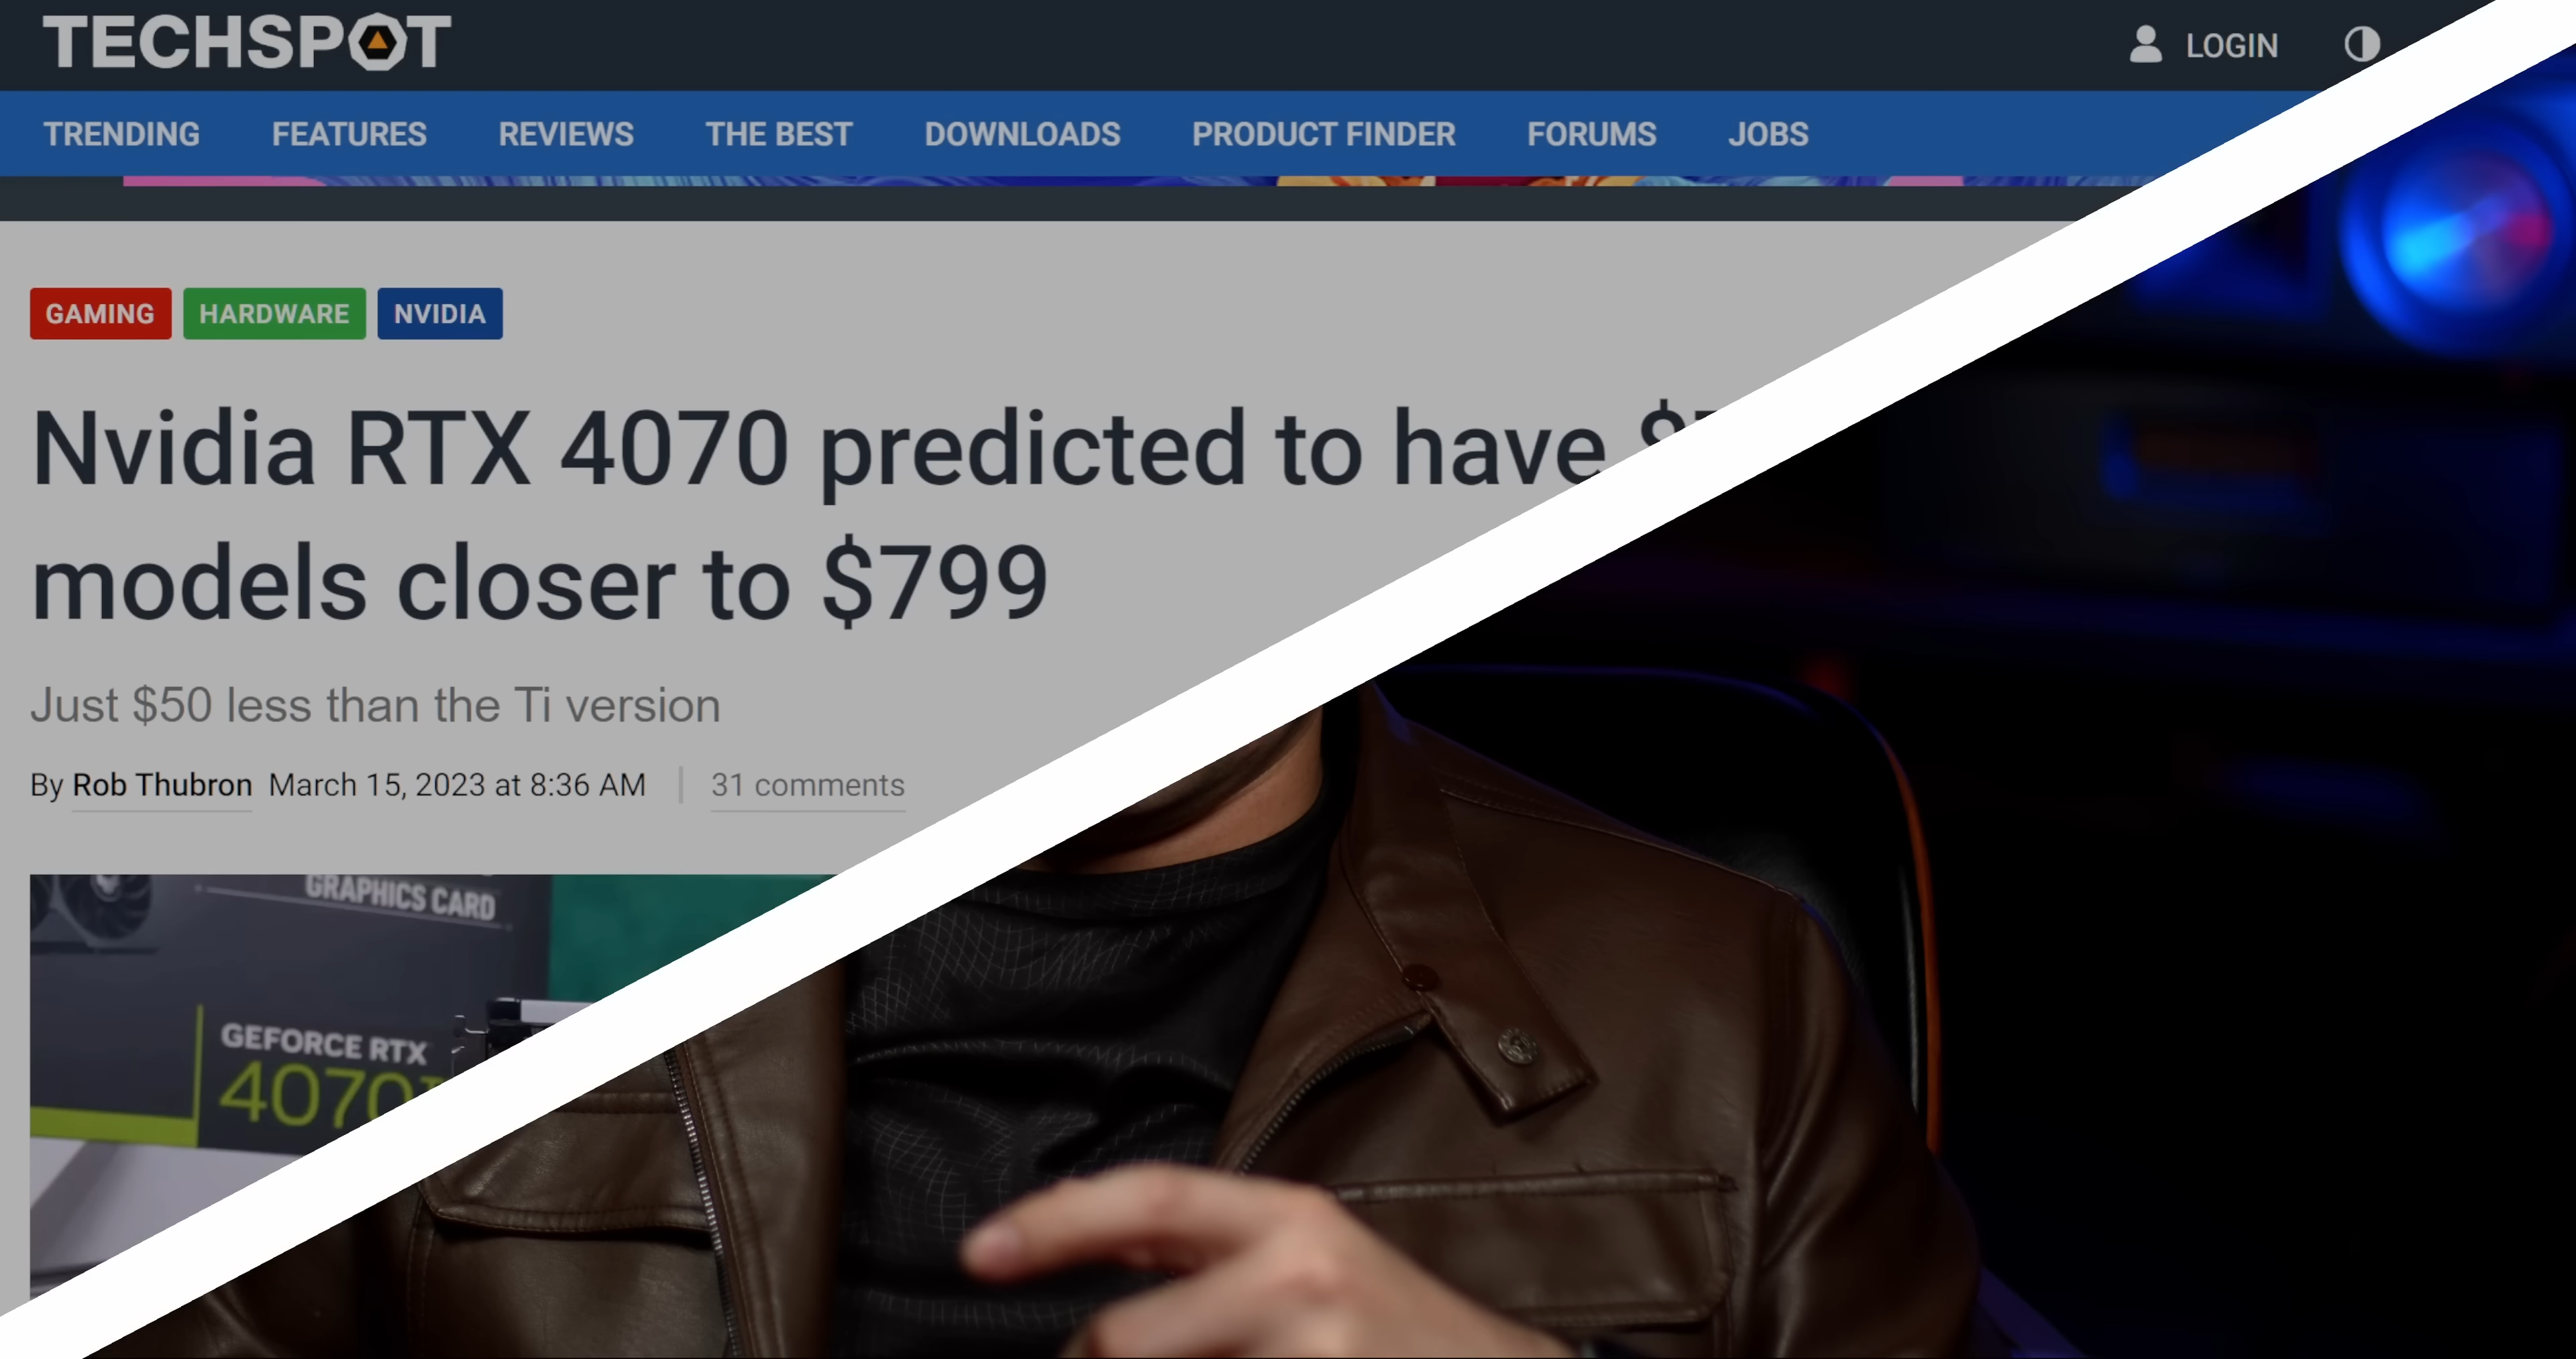 TECHSPOT
LOGIN
TRENDING FEATURES REVIEWS THE BEST DOWNLOADS PRODUCT FINDER FORUMS JOBS
GAMING HARDWARE NVIDIA
Nvidia RTX 4070 predicted to have
models closer to $799
Just $50 less than the Ti version
By Rob Thubron March 15, 2023 at 8:36 AM 31 comments
GRAPHICS CARD
GEFORCE RTX
4070